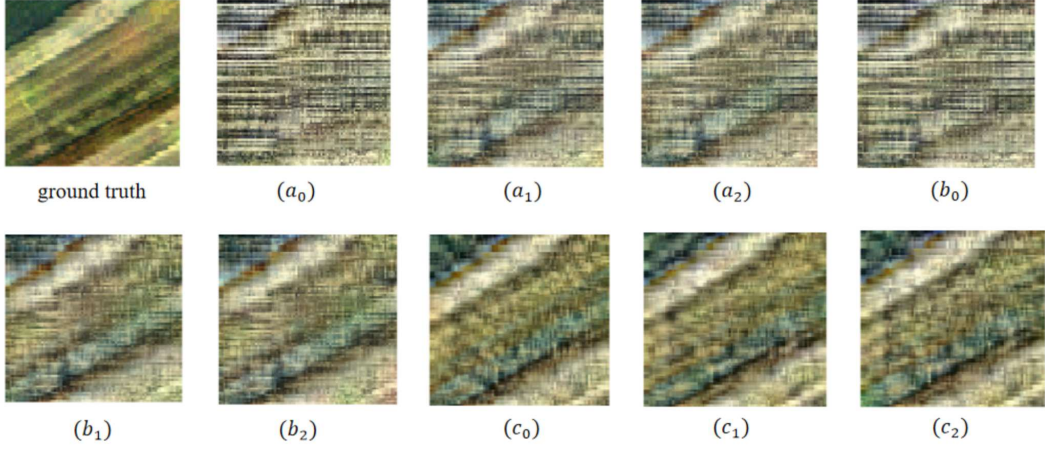 ground truth
(a₀)
(a₁)
(a₂)
(b₀)
(b₁)
(b₂)
(c₀)
(c₁)
(c₂)